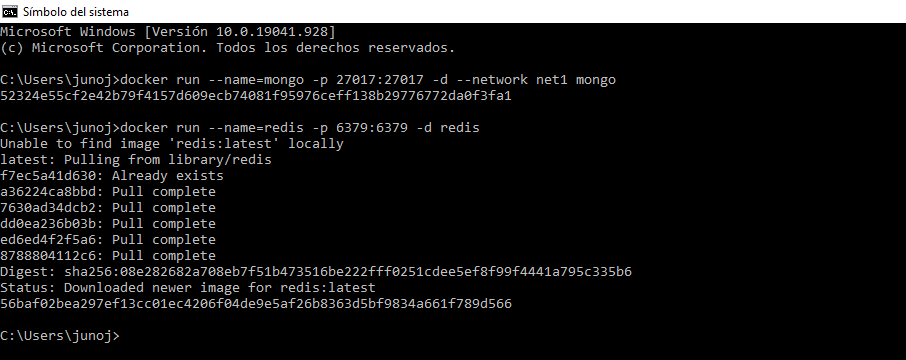 Símbolo del sistema
Microsoft Windows [Versión 10.0.19041.928]
(c) Microsoft Corporation. Todos los derechos reservados.
C:\Users\junoj>docker run --name=mongo -p 27017:27017 -d --network net1 mongo
52324e55cf2e42b79f4157d609ecb74081f95976ceff138b29776772da0f3fa1
C:\Users\junoj>docker run --name=redis -p 6379:6379 -d redis
Unable to find image 'redis:latest' locally
latest: Pulling from library/redis
f7ec5a41d630: Already exists
a36224ca8bbd: Pull complete
7630ad34dcb2: Pull complete
dd0ea236b03b: Pull complete
ed6ed4f2f5a6: Pull complete
8788804112c6: Pull complete
Digest: sha256:08e282682a708eb7f51b473516be222fff0251cdee5ef8f99f4441a795c335b6
Status: Downloaded newer image for redis:latest
56baf02bea297ef13cc01ec4206f04de9e5af26b8363d5bf9834a661f789d566
C:\Users\junoj>